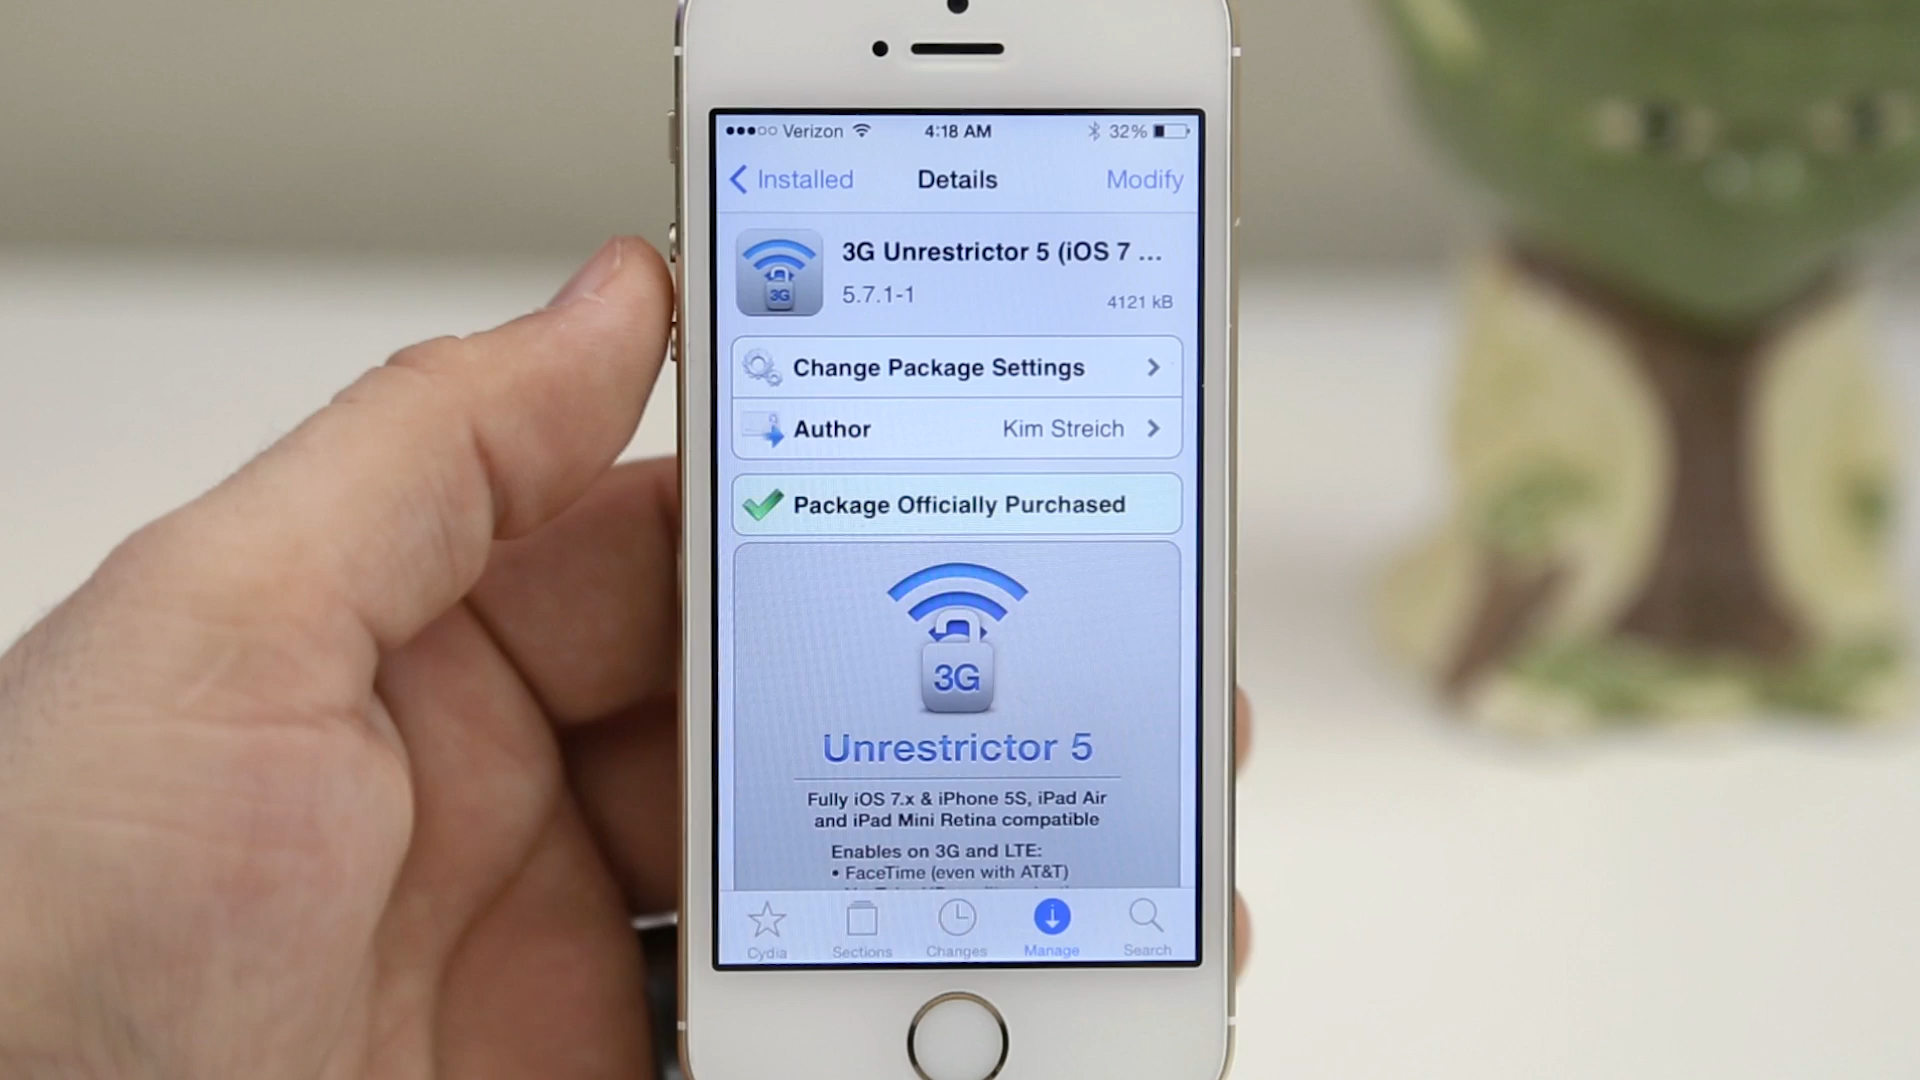 Verizon 4:18 AM 32%
Installed Details Modify
3G Unrestrictor 5 (iOS 7 ...
5.7.1-1 4121 kB
3G
Change Package Settings
Author Kim Streich
Package Officially Purchased
3G
Unrestrictor 5
Fully iOS 7.x & iPhone 5S, iPad Air
and iPad Mini Retina compatible
Enables on 3G and LTE:
• FaceTime (even with AT&T)
Cydia Sections Changes Manage Search